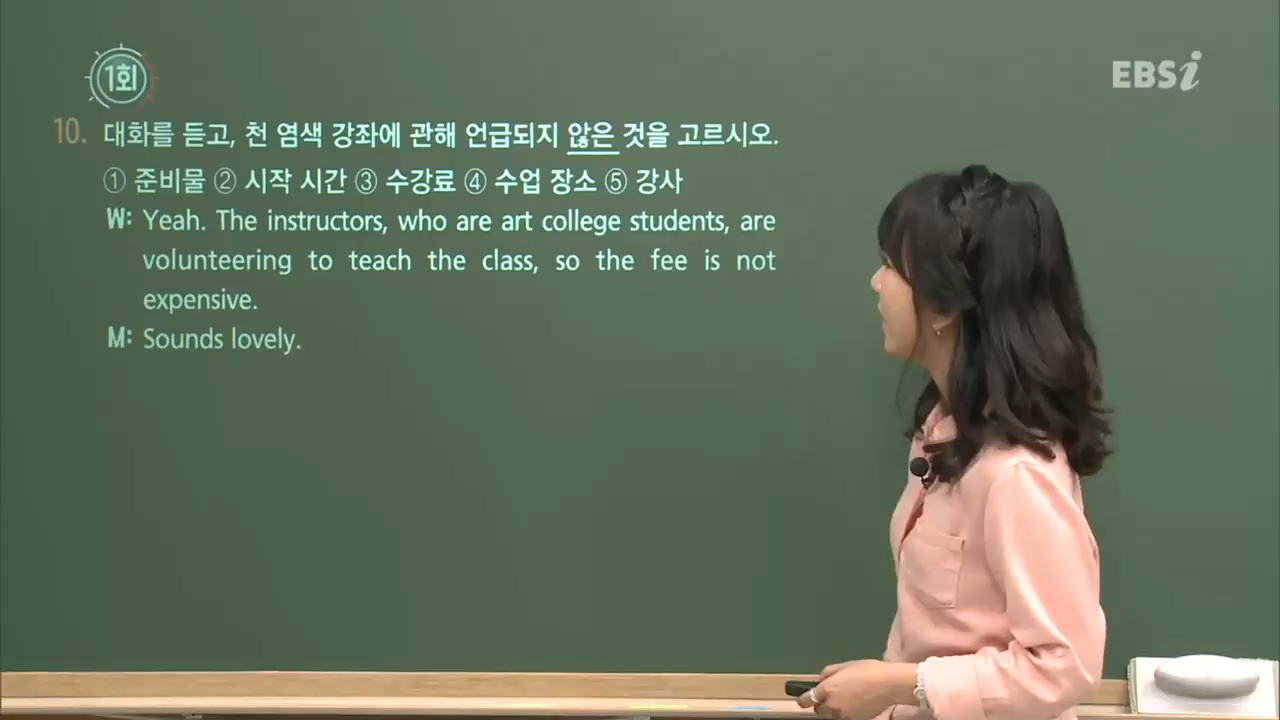 1회
EBSi
10. 대화를 듣고, 천 염색 강좌에 관해 언급되지 않은 것을 고르시오.
① 준비물 ② 시작 시간 ③ 수강료 ④ 수업 장소 ⑤ 강사
W: Yeah. The instructors, who are art college students, are
volunteering to teach the class, so the fee is not
expensive.
M: Sounds lovely.